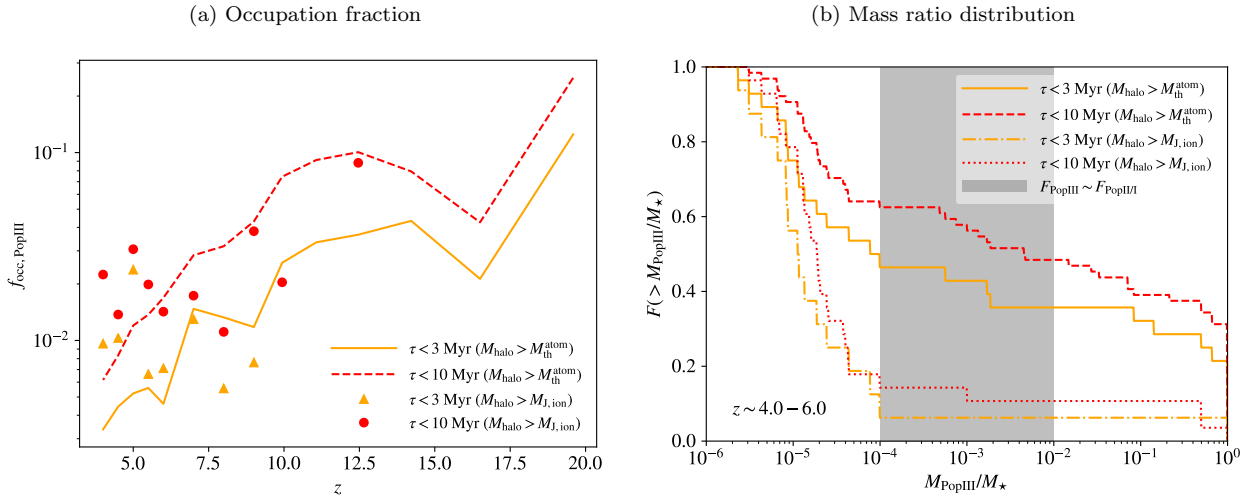 (a) Occupation fraction
10⁻¹
10⁻²
f_occ, PopIII
5.0 7.5 10.0 12.5 15.0 17.5 20.0
z
τ < 3 Myr (M_halo > M_th^atom)
τ < 10 Myr (M_halo > M_th^atom)
τ < 3 Myr (M_halo > M_J, ion)
τ < 10 Myr (M_halo > M_J, ion)
(b) Mass ratio distribution
1.0
0.8
0.6
0.4
0.2
0.0
F(> M_PopIII/M_⋆)
10⁻⁶ 10⁻⁵ 10⁻⁴ 10⁻³ 10⁻² 10⁻¹ 10⁰
M_PopIII/M_⋆
τ < 3 Myr (M_halo > M_th^atom)
τ < 10 Myr (M_halo > M_th^atom)
τ < 3 Myr (M_halo > M_J, ion)
τ < 10 Myr (M_halo > M_J, ion)
F_PopIII ~ F_PopII/I
z ~ 4.0 − 6.0